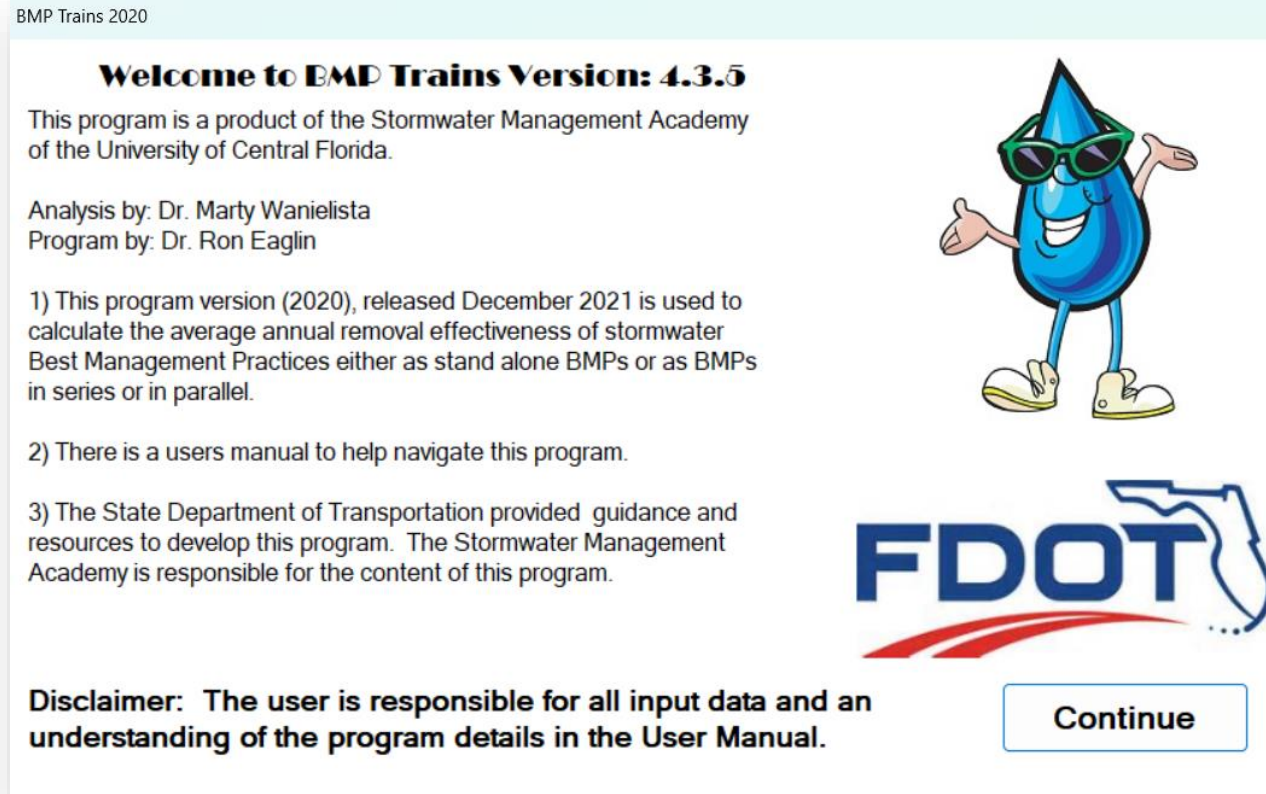 BMP Trains 2020
Welcome to BMP Trains Version: 4.3.5
This program is a product of the Stormwater Management Academy
of the University of Central Florida.
Analysis by: Dr. Marty Wanielista
Program by: Dr. Ron Eaglin
1) This program version (2020), released December 2021 is used to
calculate the average annual removal effectiveness of stormwater
Best Management Practices either as stand alone BMPs or as BMPs
in series or in parallel.
2) There is a users manual to help navigate this program.
3) The State Department of Transportation provided  guidance and
resources to develop this program.  The Stormwater Management
Academy is responsible for the content of this program.
FDOT
Disclaimer:  The user is responsible for all input data and an
understanding of the program details in the User Manual.
Continue